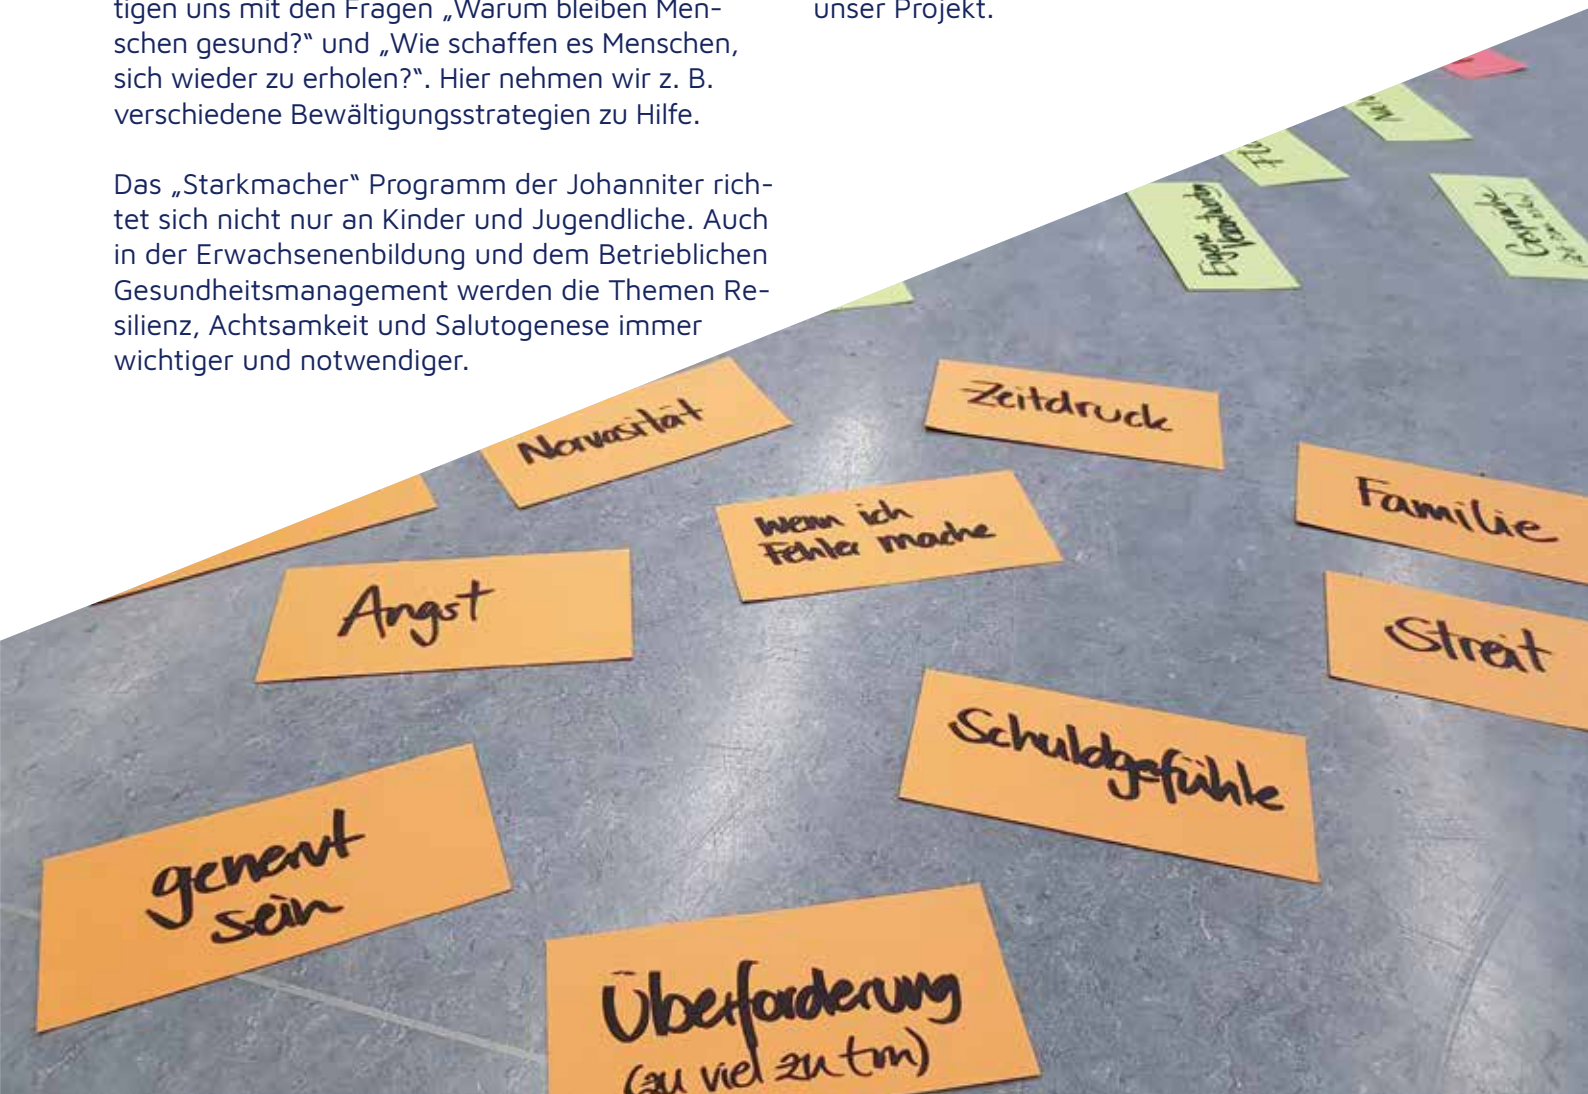 tigen uns mit den Fragen „Warum bleiben Men-
schen gesund?“ und „Wie schaffen es Menschen,
sich wieder zu erholen?“. Hier nehmen wir z. B.
verschiedene Bewältigungsstrategien zu Hilfe.
Das „Starkmacher“ Programm der Johanniter rich-
tet sich nicht nur an Kinder und Jugendliche. Auch
in der Erwachsenenbildung und dem Betrieblichen
Gesundheitsmanagement werden die Themen Re-
silienz, Achtsamkeit und Salutogenese immer
wichtiger und notwendiger.
unser Projekt.
Eigene
Gespräche
Nervosität
Zeitdruck
wenn ich
Fehler mache
Familie
Angst
Streit
Schuldgefühle
genervt
sein
Überforderung
(zu viel zu tun)